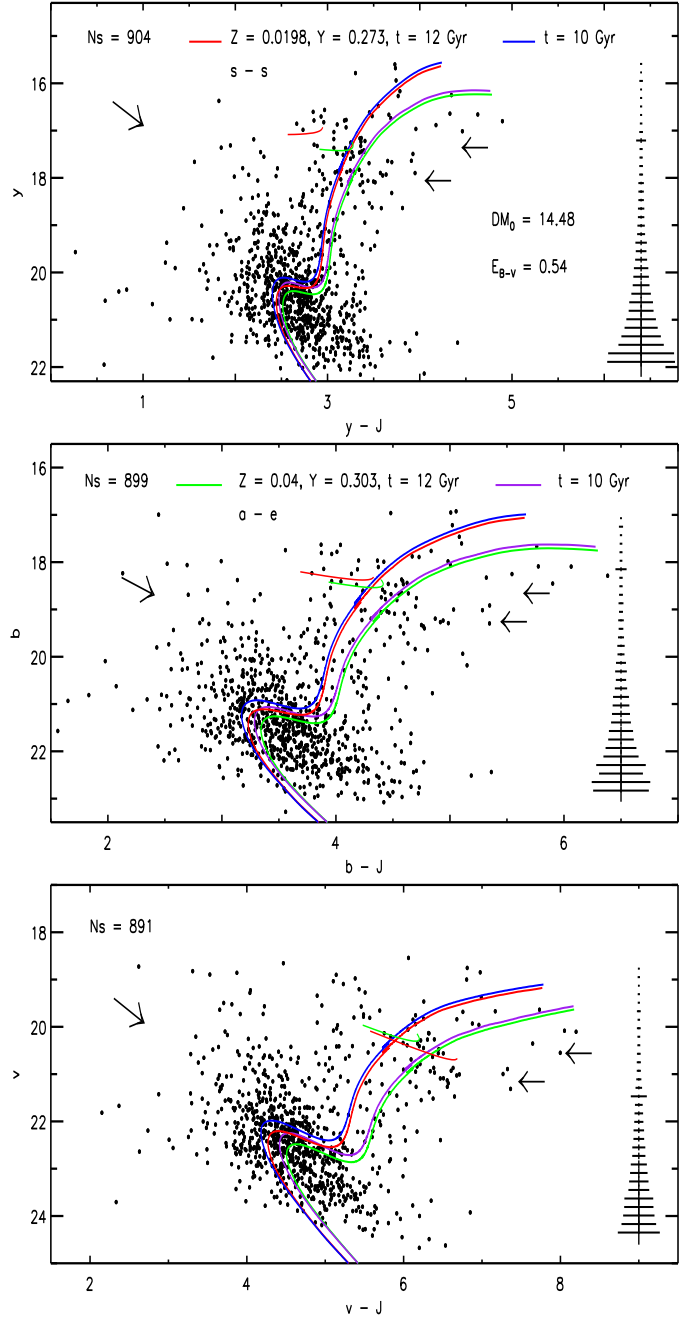 Ns = 904 Z = 0.0198, Y = 0.273, t = 12 Gyr t = 10 Gyr
s - s
16
18
DM₀ = 14.48
E_B-V = 0.54
20
22
y
1 3 5
y - J
16
Ns = 899 Z = 0.04, Y = 0.303, t = 12 Gyr t = 10 Gyr
a - e
18
20
22
b
2 4 6
b - J
Ns = 891
18
20
22
24
v
2 4 6 8
v - J